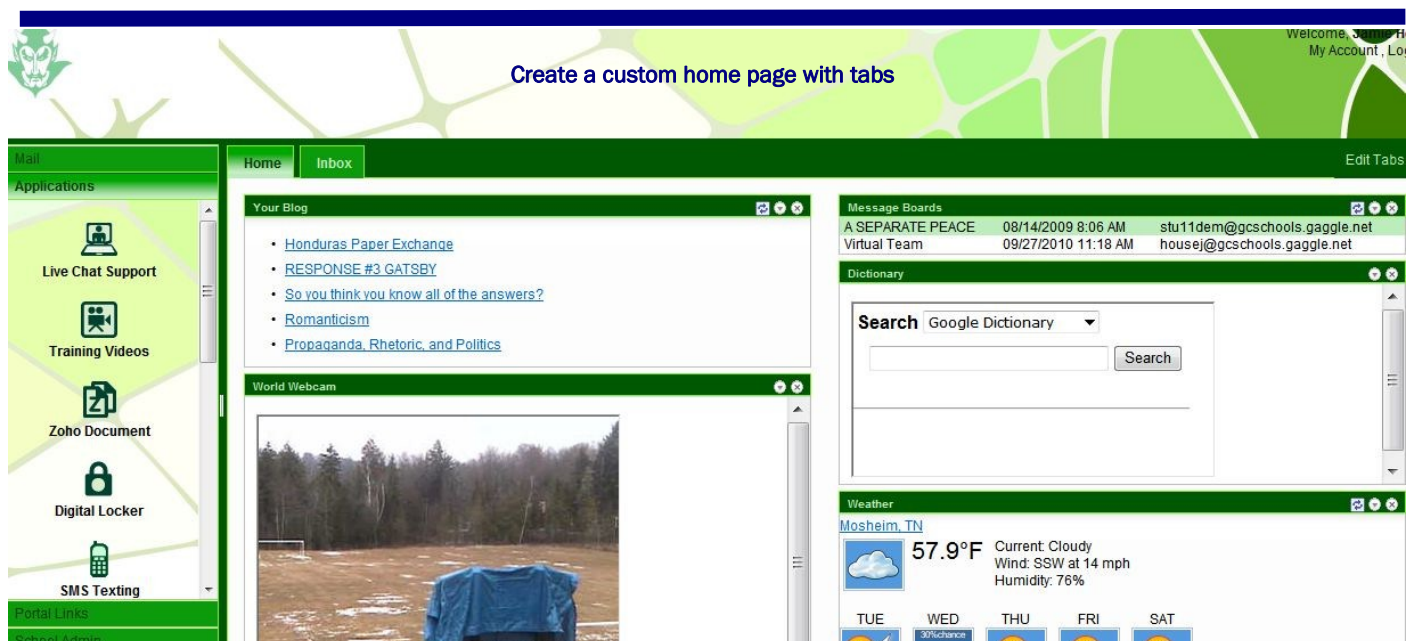 Welcome, Jamie
My Account , Log
Create a custom home page with tabs
Mail
Applications
Live Chat Support
Training Videos
Zoho Document
Digital Locker
SMS Texting
Portal Links
School Admin
Home
Inbox
Edit Tabs
Your Blog
Honduras Paper Exchange
RESPONSE #3 GATSBY
So you think you know all of the answers?
Romanticism
Propaganda, Rhetoric, and Politics
World Webcam
Message Boards
A SEPARATE PEACE 08/14/2009 8:06 AM stu11dem@gcschools.gaggle.net
Virtual Team 09/27/2010 11:18 AM housej@gcschools.gaggle.net
Dictionary
Search Google Dictionary
Search
Weather
Mosheim, TN
57.9°F Current: Cloudy
Wind: SSW at 14 mph
Humidity: 76%
TUE WED THU FRI SAT
30%chance